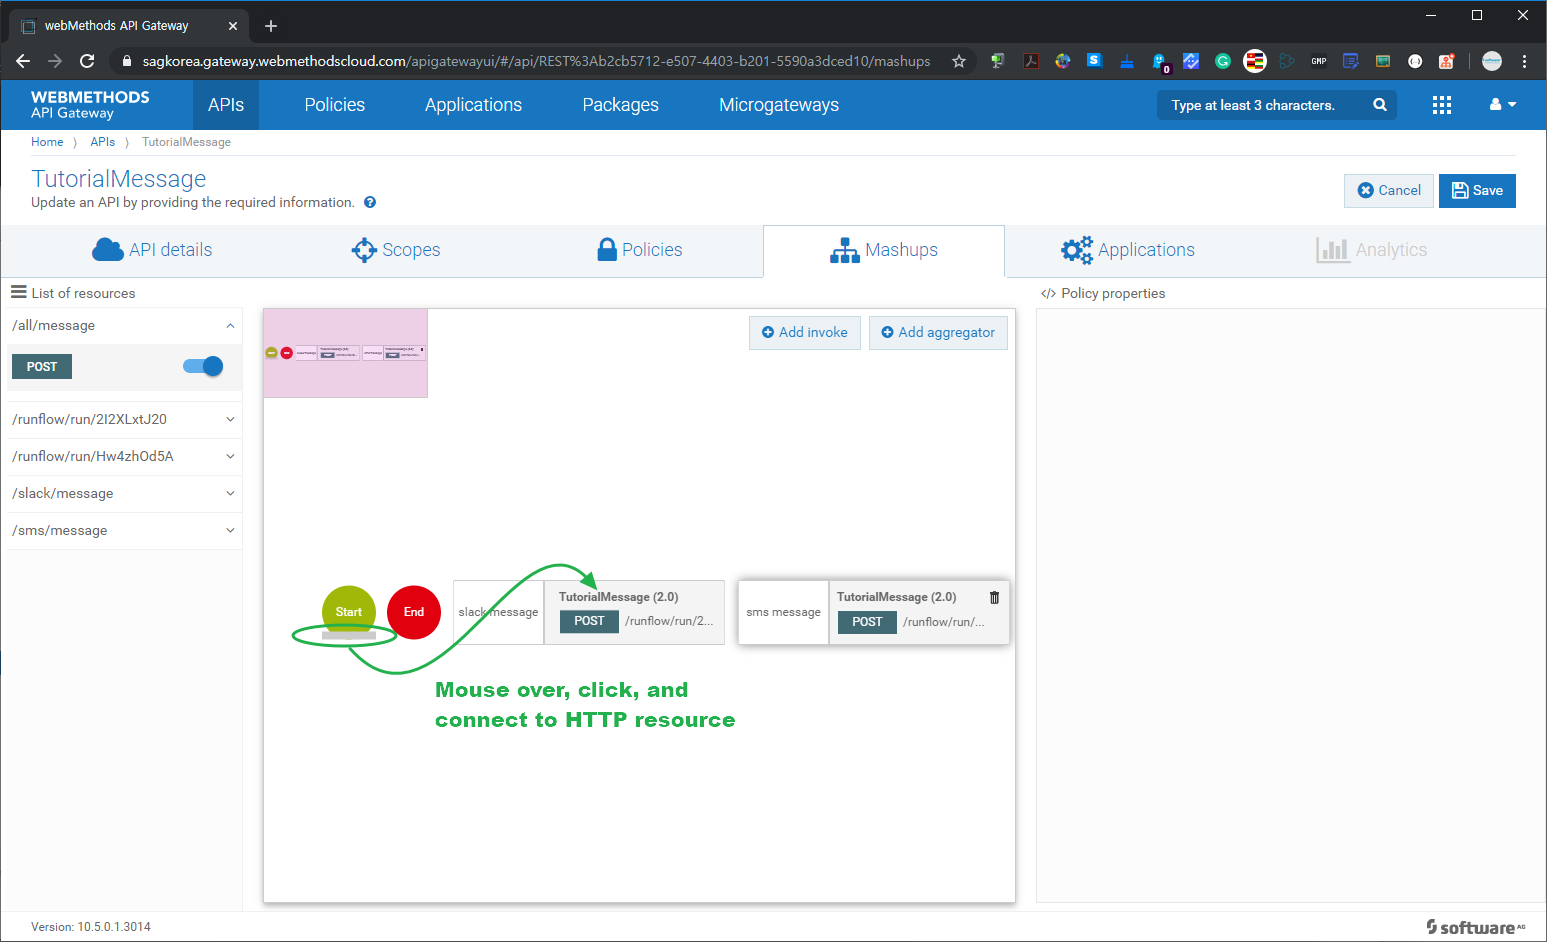 webMethods API Gateway
sagkorea.gateway.webmethodscloud.com/apigatewayui/#/api/REST%3Ab2cb5712-e507-4403-b201-5590a3dced10/mashups
0
GMP
WEBMETHODS
API Gateway
APIs
Policies
Applications
Packages
Microgateways
Type at least 3 characters.
Home
APIs
TutorialMessage
TutorialMessage
Update an API by providing the required information.
Cancel
Save
API details
Scopes
Policies
Mashups
Applications
Analytics
List of resources
</> Policy properties
/all/message
POST
/runflow/run/2I2XLxtJ20
/runflow/run/Hw4zhOd5A
/slack/message
/sms/message
Add invoke
Add aggregator
Start
End
slack message
TutorialMessage (2.0)
POST
/runflow/run/2...
sms message
TutorialMessage (2.0)
POST
/runflow/run/...
Mouse over, click, and
connect to HTTP resource
Version: 10.5.0.1.3014
software AG